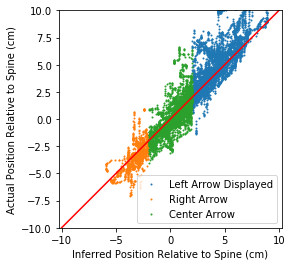 10.0
7.5
5.0
2.5
0.0
−2.5
−5.0
−7.5
−10.0
Actual Position Relative to Spine (cm)
Left Arrow Displayed
Right Arrow
Center Arrow
−10 −5 0 5 10
Inferred Position Relative to Spine (cm)